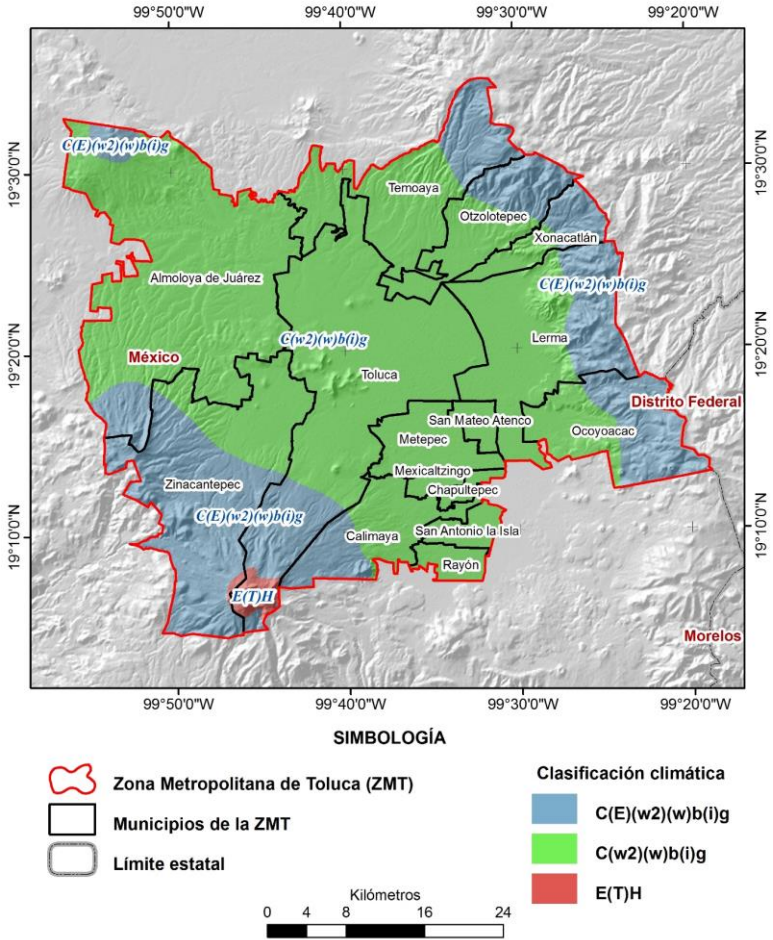 99°50'0"W 99°40'0"W 99°30'0"W 99°20'0"W
19°30'0"N
19°20'0"N
19°10'0"N
19°30'0"N
19°20'0"N
19°10'0"N
C(E)(w2)(w)b(i)g
Temoaya
Otzolotepec
Xonacatlán
Almoloya de Juárez
C(E)(w2)(w)b(i)g
C(w2)(w)b(i)g
Lerma
México
Toluca
Distrito Federal
San Mateo Atenco
Metepec
Ocoyoacac
Mexicaltzingo
Zinacantepec
Chapultepec
C(E)(w2)(w)b(i)g
Calimaya
San Antonio la Isla
Rayón
E(T)H
Morelos
99°50'0"W 99°40'0"W 99°30'0"W 99°20'0"W
SIMBOLOGÍA
Zona Metropolitana de Toluca (ZMT)
Municipios de la ZMT
Límite estatal
Clasificación climática
C(E)(w2)(w)b(i)g
C(w2)(w)b(i)g
E(T)H
Kilómetros
0 4 8 16 24